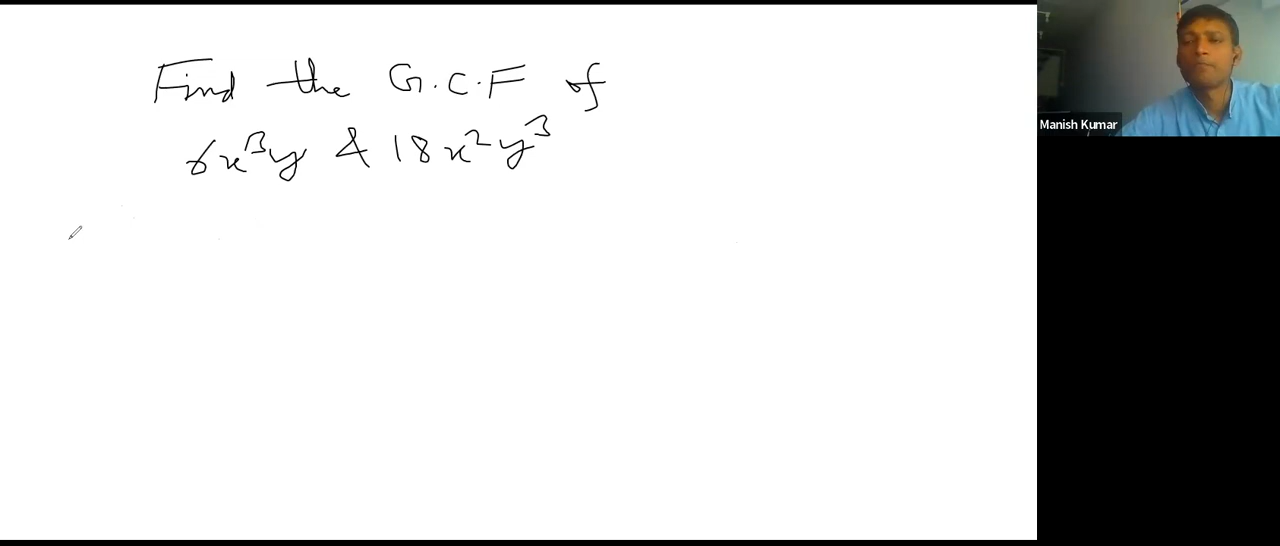 Find the G.C.F of
6x³y & 18x²y³
Manish Kumar